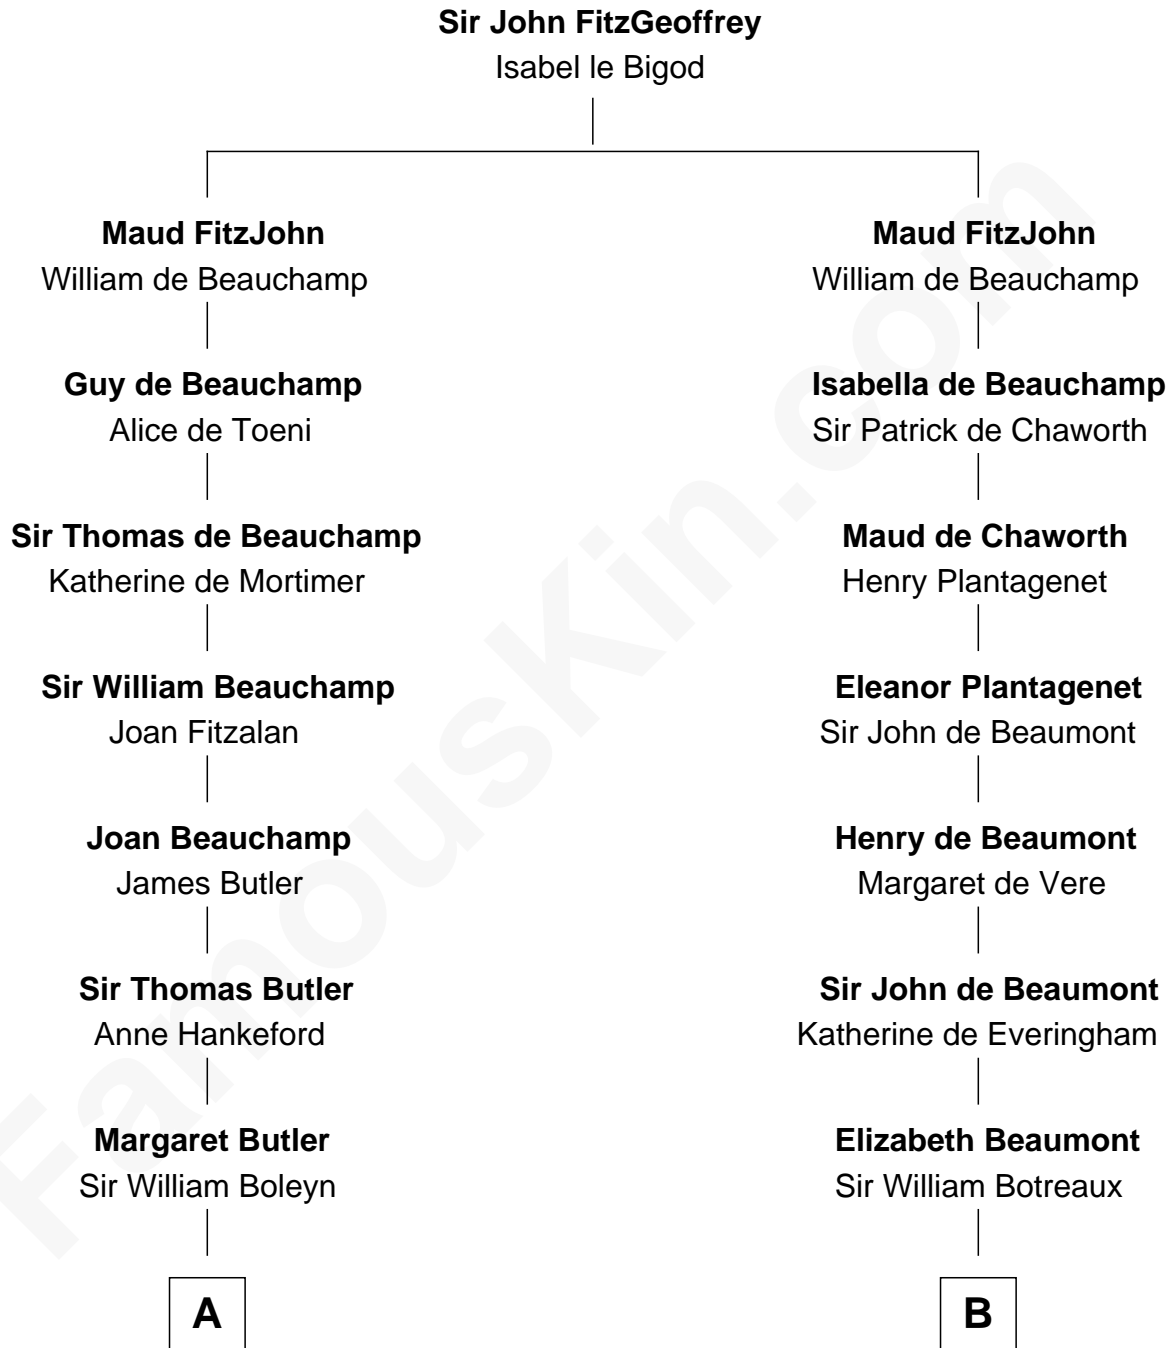 Sir John FitzGeoffrey
Isabel le Bigod
Maud FitzJohn
William de Beauchamp
Guy de Beauchamp
Alice de Toeni
Sir Thomas de Beauchamp
Katherine de Mortimer
Sir William Beauchamp
Joan Fitzalan
Joan Beauchamp
James Butler
Sir Thomas Butler
Anne Hankeford
Margaret Butler
Sir William Boleyn
A
Maud FitzJohn
William de Beauchamp
Isabella de Beauchamp
Sir Patrick de Chaworth
Maud de Chaworth
Henry Plantagenet
Eleanor Plantagenet
Sir John de Beaumont
Henry de Beaumont
Margaret de Vere
Sir John de Beaumont
Katherine de Everingham
Elizabeth Beaumont
Sir William Botreaux
B
FamousKin.com